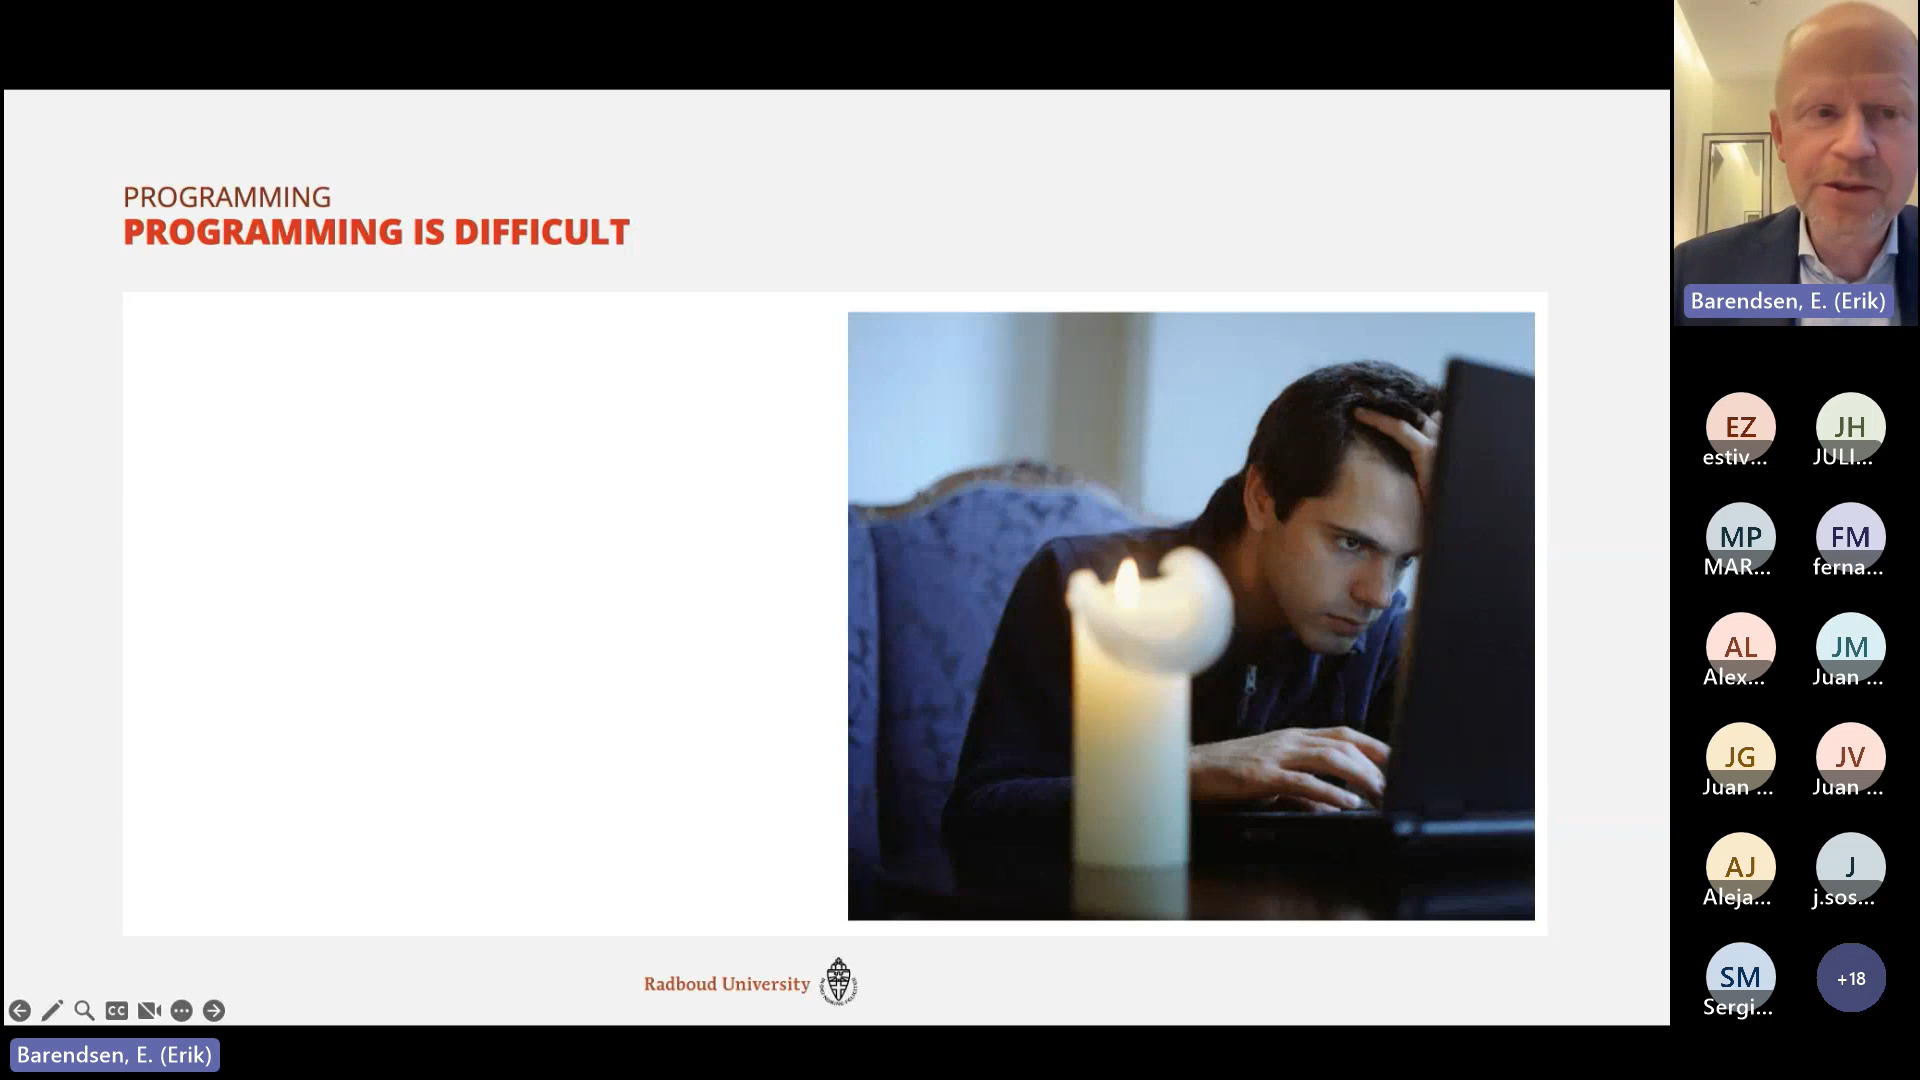 PROGRAMMING
PROGRAMMING IS DIFFICULT
Radboud University
CC
Barendsen, E. (Erik)
Barendsen, E. (Erik)
EZ
estiv...
JH
JULI...
MP
MAR...
FM
ferna...
AL
Alex...
JM
Juan ...
JG
Juan ...
JV
Juan ...
AJ
Aleja...
J
j.sos...
SM
Sergi...
+18